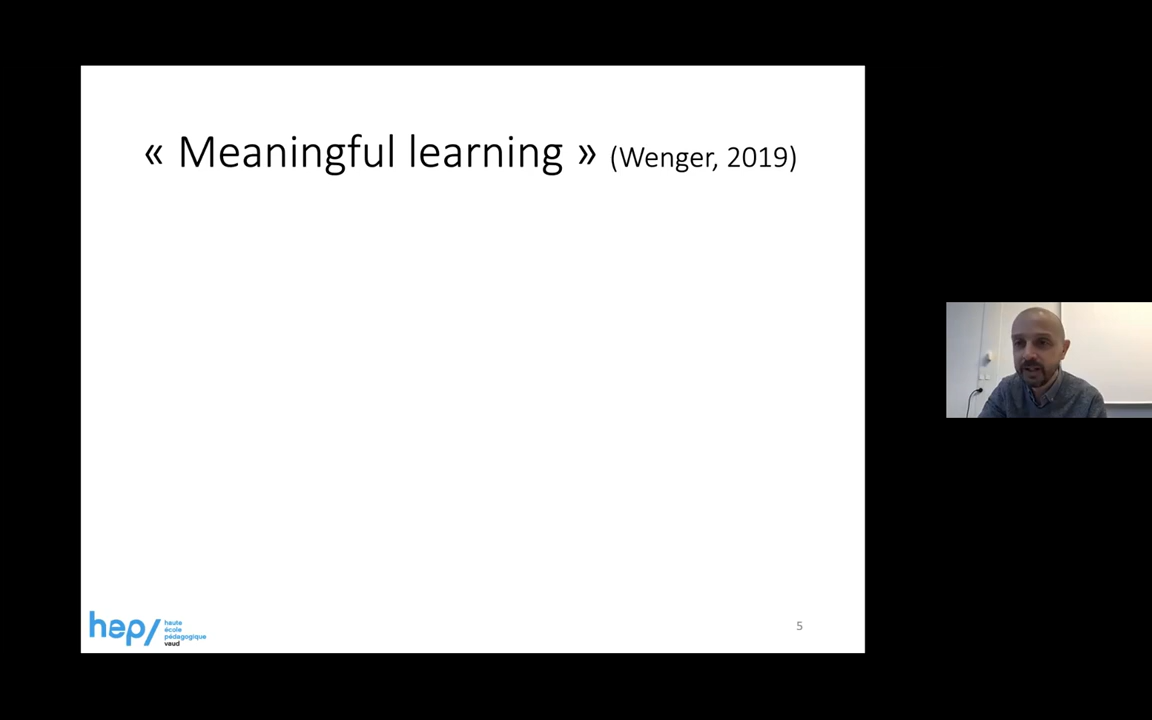 « Meaningful learning » (Wenger, 2019)
hep/
haute
école
pédagogique
vaud
5